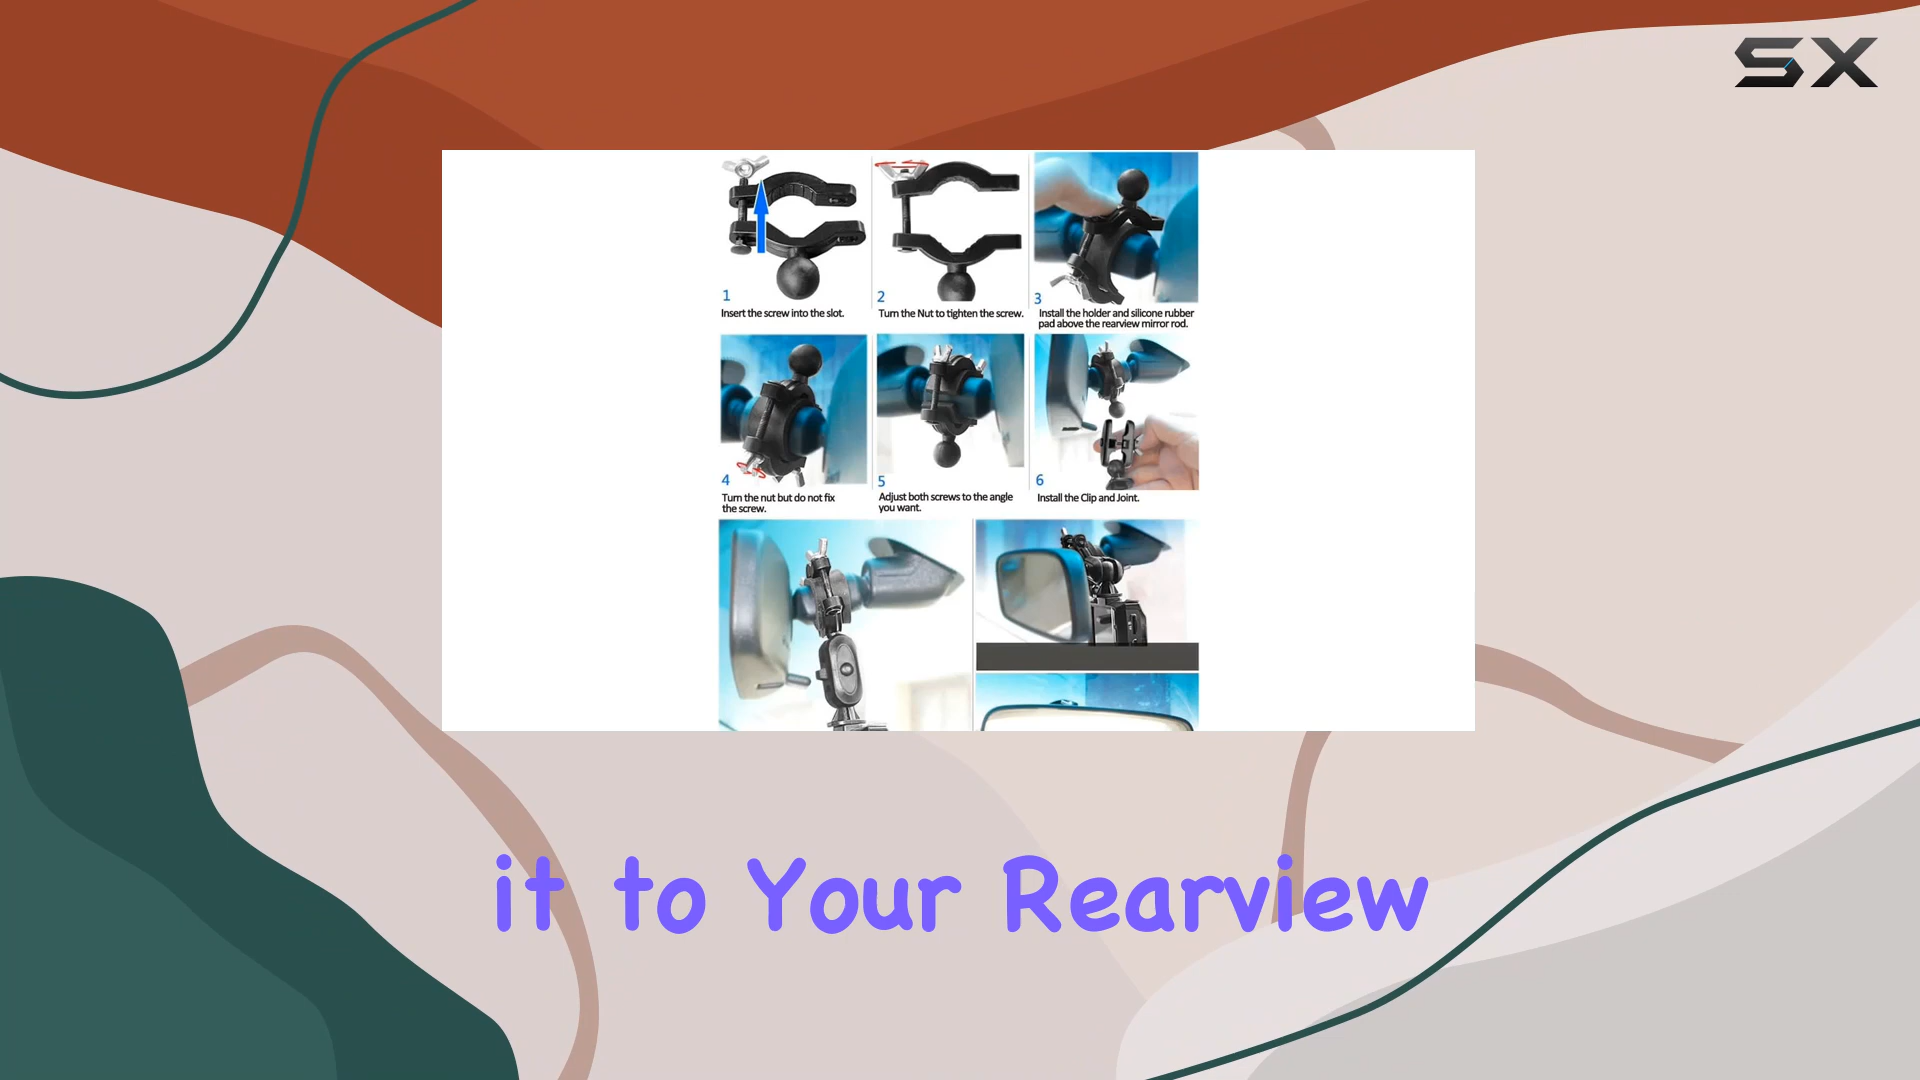 SX
1
Insert the screw into the slot.
2
Turn the Nut to tighten the screw.
3
Install the holder and silicone rubber
pad above the rearview mirror rod.
4
Turn the nut but do not fix
the screw.
5
Adjust both screws to the angle
you want.
6
Install the Clip and Joint.
it to Your Rearview